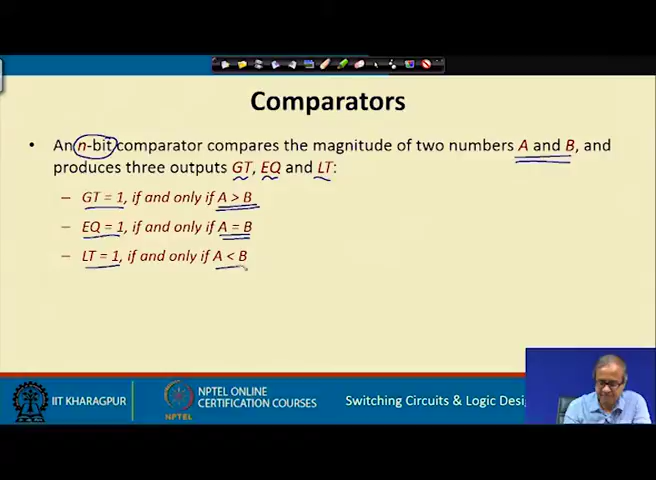 Comparators
• An n-bit comparator compares the magnitude of two numbers A and B, and
produces three outputs GT, EQ and LT:
– GT = 1, if and only if A > B
– EQ = 1, if and only if A = B
– LT = 1, if and only if A < B
IIT KHARAGPUR
NPTEL
NPTEL ONLINE
CERTIFICATION COURSES
Switching Circuits & Logic Desig